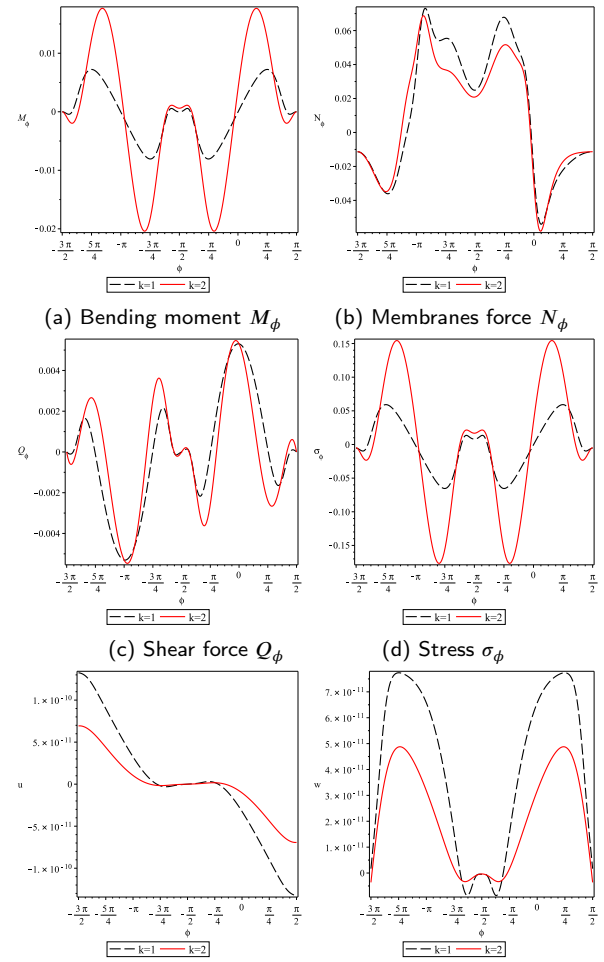 0.01
0
-0.01
-0.02
M_ϕ
-3π/2 -5π/4 -π -3π/4 -π/2 -π/4 0 π/4 π/2
ϕ
k=1 k=2
0.06
0.04
0.02
0
-0.02
-0.04
N_ϕ
-3π/2 -5π/4 -π -3π/4 -π/2 -π/4 0 π/4 π/2
ϕ
k=1 k=2
(a) Bending moment M_ϕ
(b) Membranes force N_ϕ
0.004
0.002
0
-0.002
-0.004
Q_ϕ
-3π/2 -5π/4 -π -3π/4 -π/2 -π/4 0 π/4 π/2
ϕ
k=1 k=2
0.15
0.10
0.05
0
-0.05
-0.10
-0.15
σ_ϕ
-3π/2 -5π/4 -π -3π/4 -π/2 -π/4 0 π/4 π/2
ϕ
k=1 k=2
(c) Shear force Q_ϕ
(d) Stress σ_ϕ
1.×10⁻¹⁰
5.×10⁻¹¹
0
-5.×10⁻¹¹
-1.×10⁻¹⁰
u
-3π/2 -5π/4 -π -3π/4 -π/2 -π/4 0 π/4 π/2
ϕ
k=1 k=2
7.×10⁻¹¹
6.×10⁻¹¹
5.×10⁻¹¹
4.×10⁻¹¹
3.×10⁻¹¹
2.×10⁻¹¹
1.×10⁻¹¹
0
w
-3π/2 -5π/4 -π -3π/4 -π/2 -π/4 0 π/4 π/2
ϕ
k=1 k=2